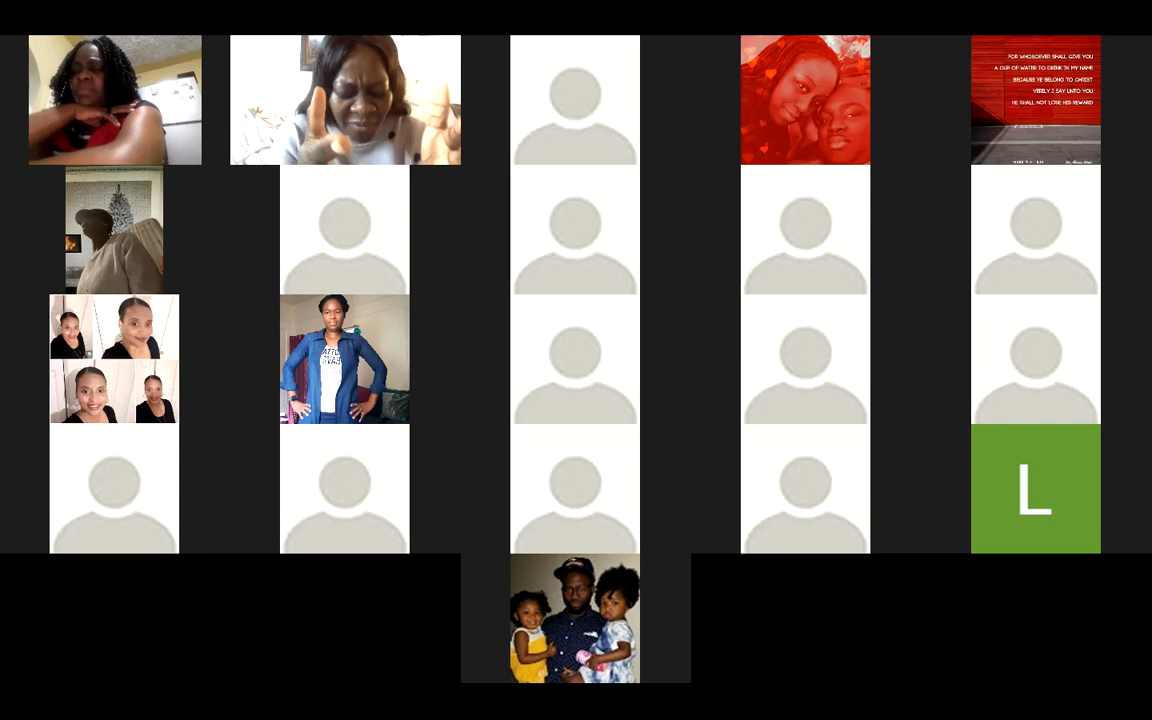 FOR WHOSOEVER SHALL GIVE YOU
A CUP OF WATER TO DRINK IN MY NAME
BECAUSE YE BELONG TO CHRIST
VERILY I SAY UNTO YOU
HE SHALL NOT LOSE HIS REWARD
L